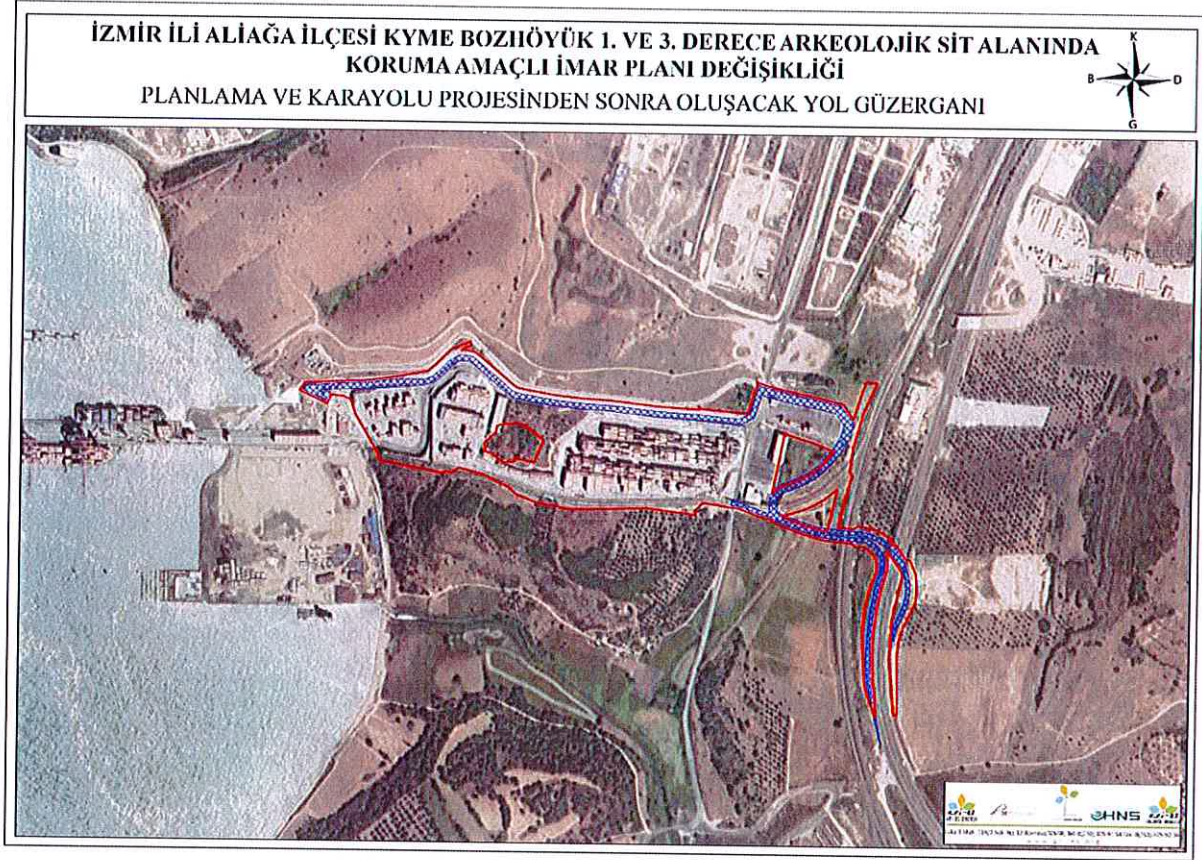 İZMİR İLİ ALİAĞA İLÇESİ KYME BOZHÖYÜK 1. VE 3. DERECE ARKEOLOJİK SİT ALANINDA
KORUMA AMAÇLI İMAR PLANI DEĞİŞİKLİĞİ
PLANLAMA VE KARAYOLU PROJESİNDEN SONRA OLUŞACAK YOL GÜZERGANI
K
B
D
G
HNS